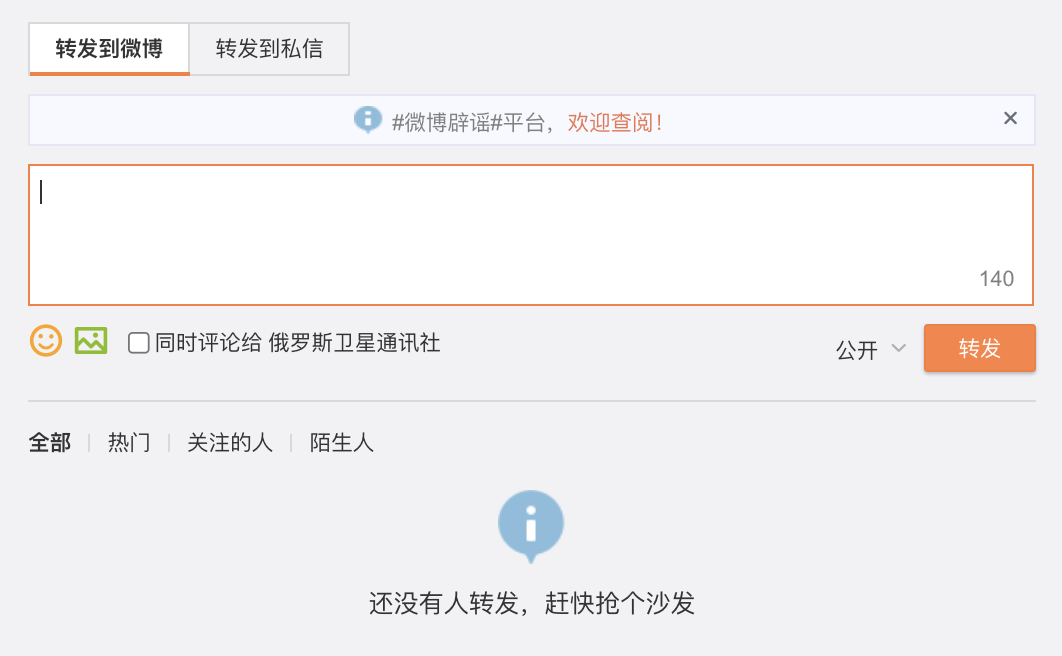 转发到微博 转发到私信
#微博辟谣#平台，欢迎查阅！
140
同时评论给 俄罗斯卫星通讯社
公开 转发
全部 热门 关注的人 陌生人
还没有人转发，赶快抢个沙发